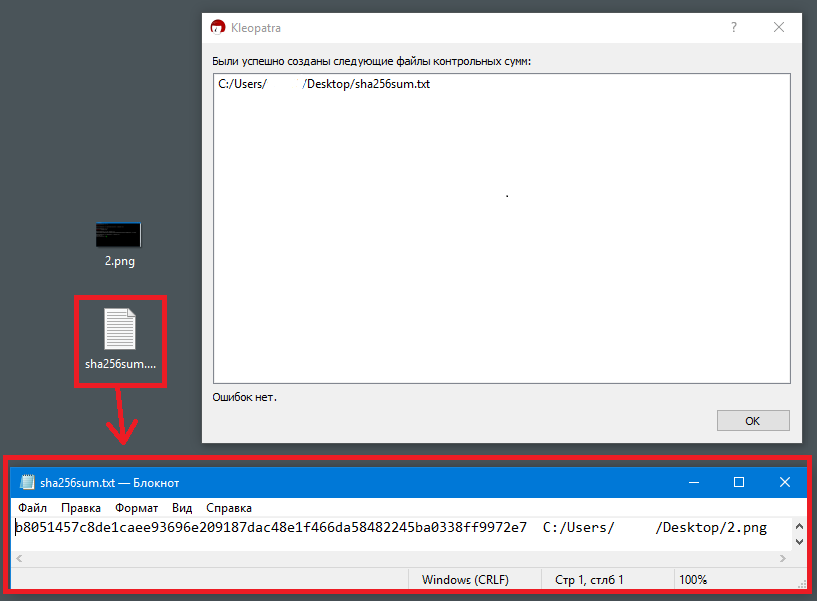 Kleopatra
Были успешно созданы следующие файлы контрольных сумм:
C:/Users/ /Desktop/sha256sum.txt
2.png
sha256sum....
Ошибок нет.
OK
sha256sum.txt — Блокнот
Файл Правка Формат Вид Справка
b8051457c8de1caee93696e209187dac48e1f466da58482245ba0338ff9972e7 C:/Users/ /Desktop/2.png
Windows (CRLF) Стр 1, стлб 1 100%